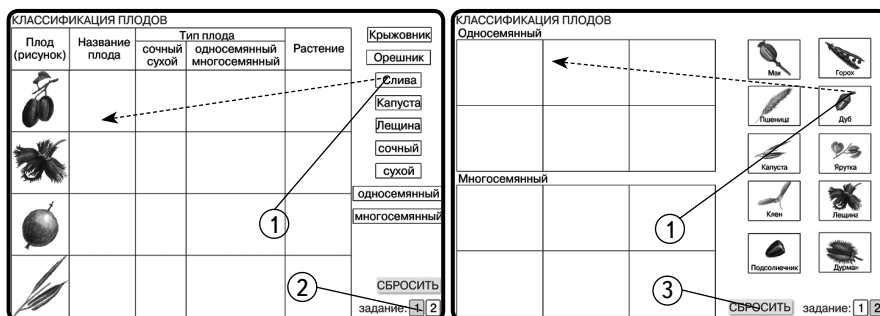 КЛАССИФИКАЦИЯ ПЛОДОВ
Плод (рисунок)
Название плода
Тип плода
сочный сухой
односемянный многосемянный
Растение
Крыжовник
Орешник
Слива
Капуста
Лещина
сочный
сухой
односемянный
многосемянный
1
2
СБРОСИТЬ
задание: 1 2
КЛАССИФИКАЦИЯ ПЛОДОВ
Односемянный
Многосемянный
Мак
Горох
Пшеница
Дуб
Капуста
Ярутка
Клен
Лещина
Подсолнечник
Дурман
1
3
СБРОСИТЬ
задание: 1 2